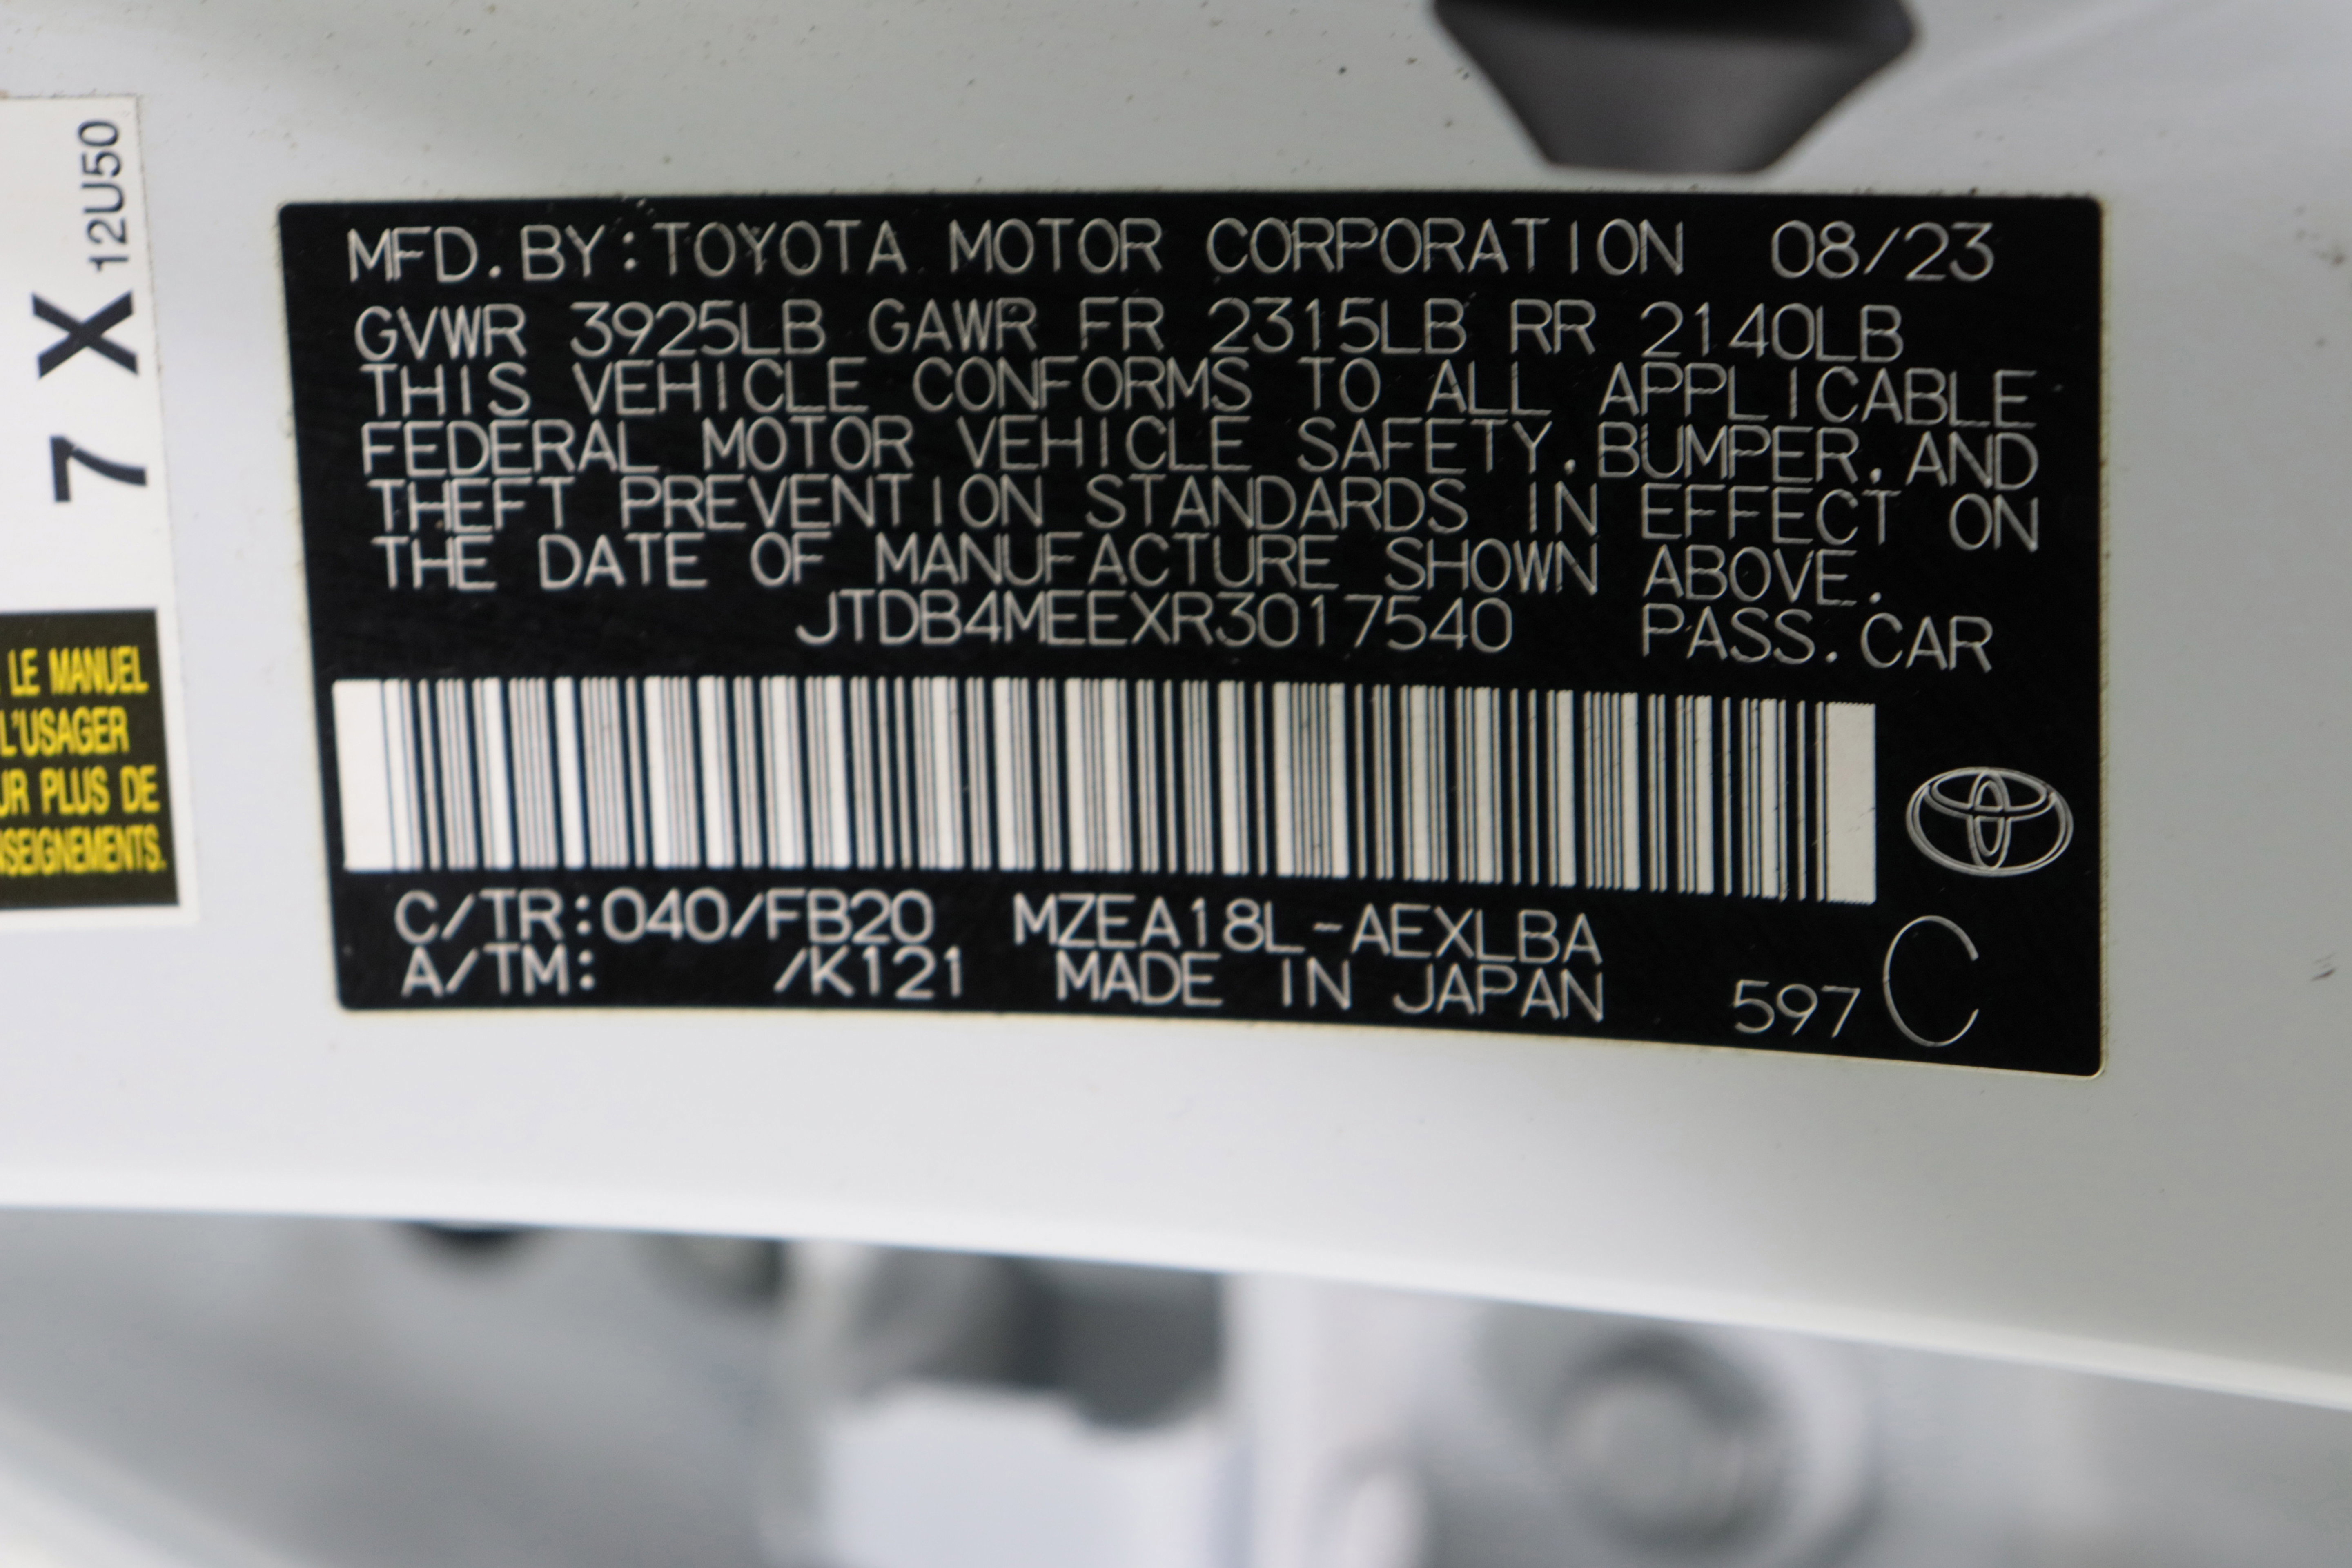 MFD. BY: TOYOTA MOTOR CORPORATION 08/23
GVWR 3925LB GAWR FR 2315LB RR 2140LB
THIS VEHICLE CONFORMS TO ALL APPLICABLE
FEDERAL MOTOR VEHICLE SAFETY, BUMPER, AND
THEFT PREVENTION STANDARDS IN EFFECT ON
THE DATE OF MANUFACTURE SHOWN ABOVE.
JTDB4MEEXR3017540 PASS. CAR
C/TR: 040/FB20 MZEA18L-AEXLBA
A/TM: /K121 MADE IN JAPAN 597 C
7 X 12U50
LE MANUEL
L'USAGER
PLUS DE